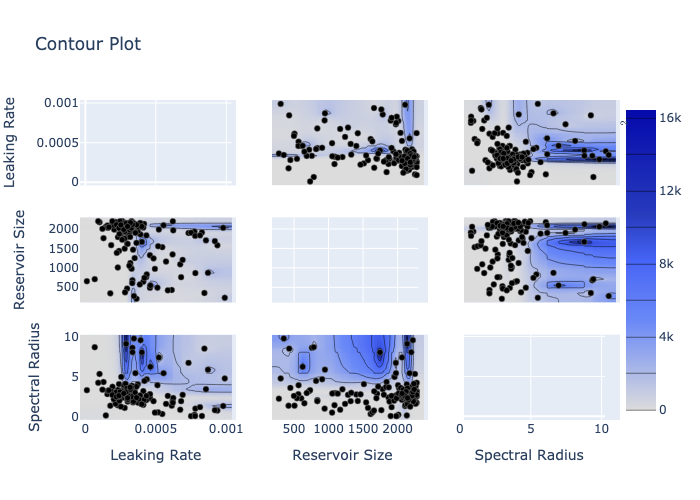 Contour Plot
0.001
0.0005
0
Leaking Rate
2000
1500
1000
500
Reservoir Size
10
5
0
Spectral Radius
0 0.0005 0.001
500 1000 1500 2000
0 5 10
Leaking Rate Reservoir Size Spectral Radius
16k
12k
8k
4k
0